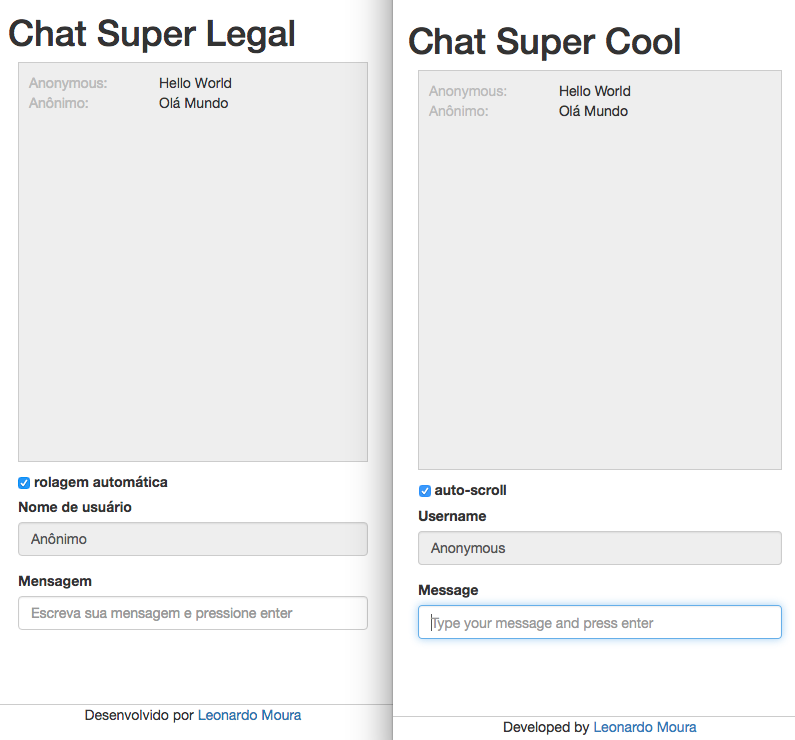 Chat Super Legal
Anonymous: Hello World
Anônimo: Olá Mundo
rolagem automática
Nome de usuário
Anônimo
Mensagem
Escreva sua mensagem e pressione enter
Desenvolvido por Leonardo Moura
Chat Super Cool
Anonymous: Hello World
Anônimo: Olá Mundo
auto-scroll
Username
Anonymous
Message
Type your message and press enter
Developed by Leonardo Moura